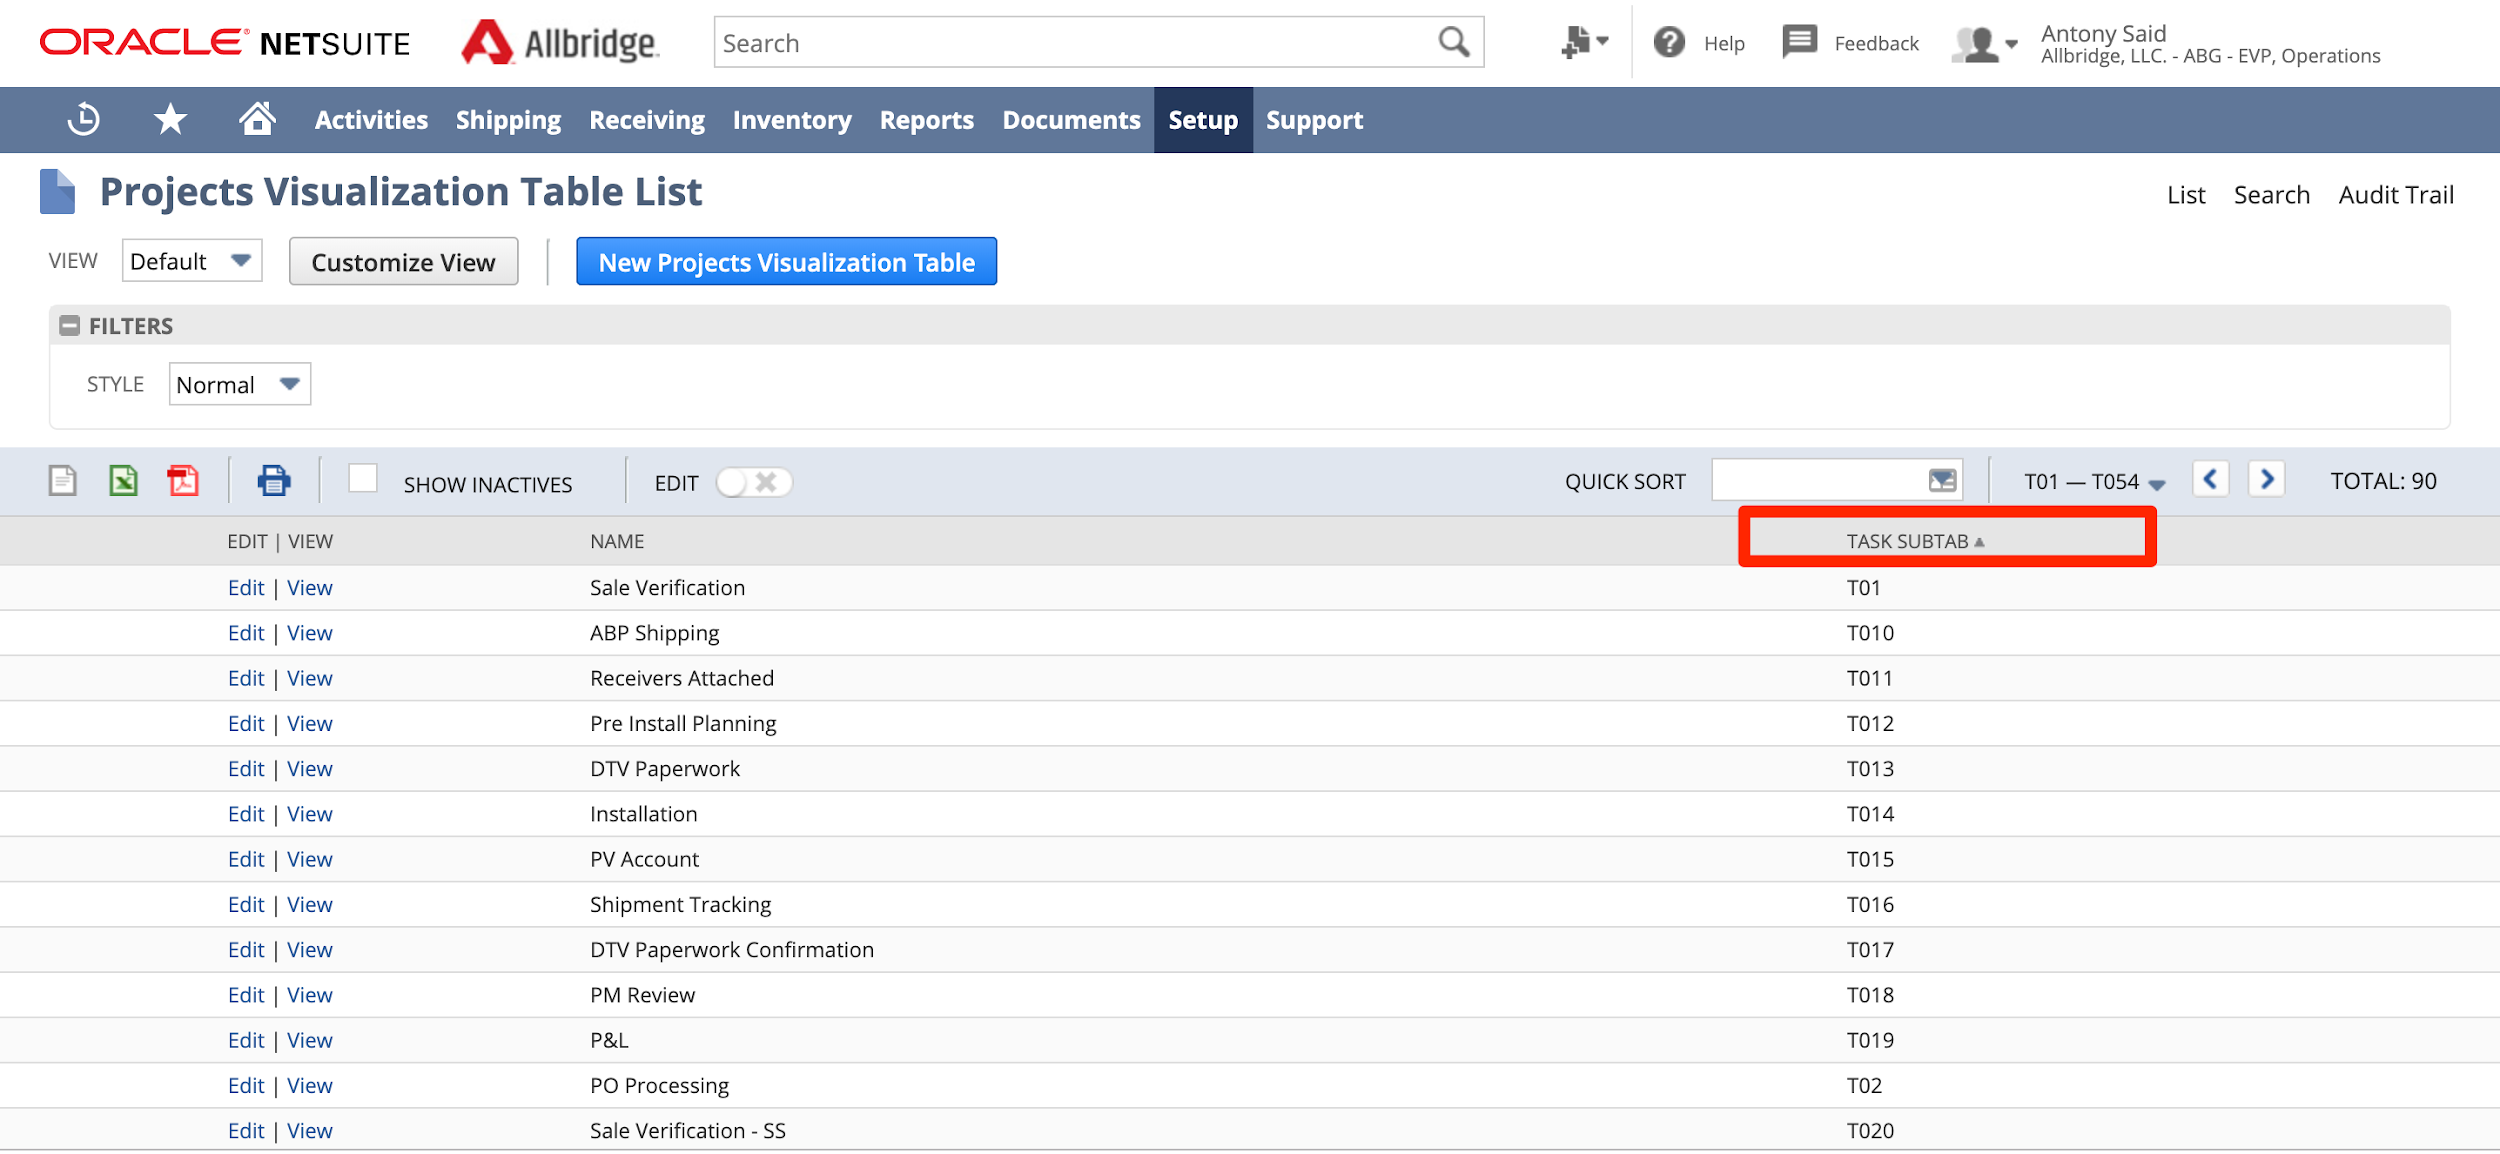 ORACLE® NETSUITE Allbridge. Search Help Feedback Antony Said
Allbridge, LLC. - ABG - EVP, Operations
Activities Shipping Receiving Inventory Reports Documents Setup Support
Projects Visualization Table List List Search Audit Trail
VIEW Default Customize View New Projects Visualization Table
FILTERS
STYLE Normal
SHOW INACTIVES EDIT QUICK SORT T01 — T054 TOTAL: 90
EDIT | VIEW NAME TASK SUBTAB
Edit | View Sale Verification T01
Edit | View ABP Shipping T010
Edit | View Receivers Attached T011
Edit | View Pre Install Planning T012
Edit | View DTV Paperwork T013
Edit | View Installation T014
Edit | View PV Account T015
Edit | View Shipment Tracking T016
Edit | View DTV Paperwork Confirmation T017
Edit | View PM Review T018
Edit | View P&L T019
Edit | View PO Processing T02
Edit | View Sale Verification - SS T020